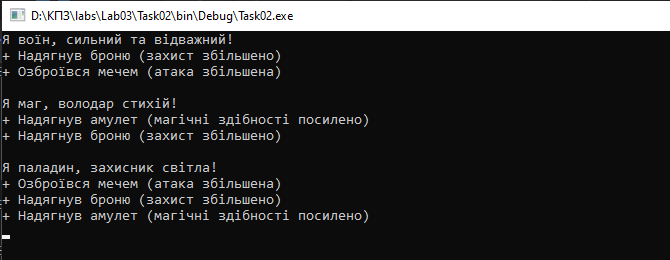 D:\КПЗ\labs\Lab03\Task02\bin\Debug\Task02.exe
Я воїн, сильний та відважний!
+ Надягнув броню (захист збільшено)
+ Озброївся мечем (атака збільшена)
Я маг, володар стихій!
+ Надягнув амулет (магічні здібності посилено)
+ Надягнув броню (захист збільшено)
Я паладин, захисник світла!
+ Озброївся мечем (атака збільшена)
+ Надягнув броню (захист збільшено)
+ Надягнув амулет (магічні здібності посилено)